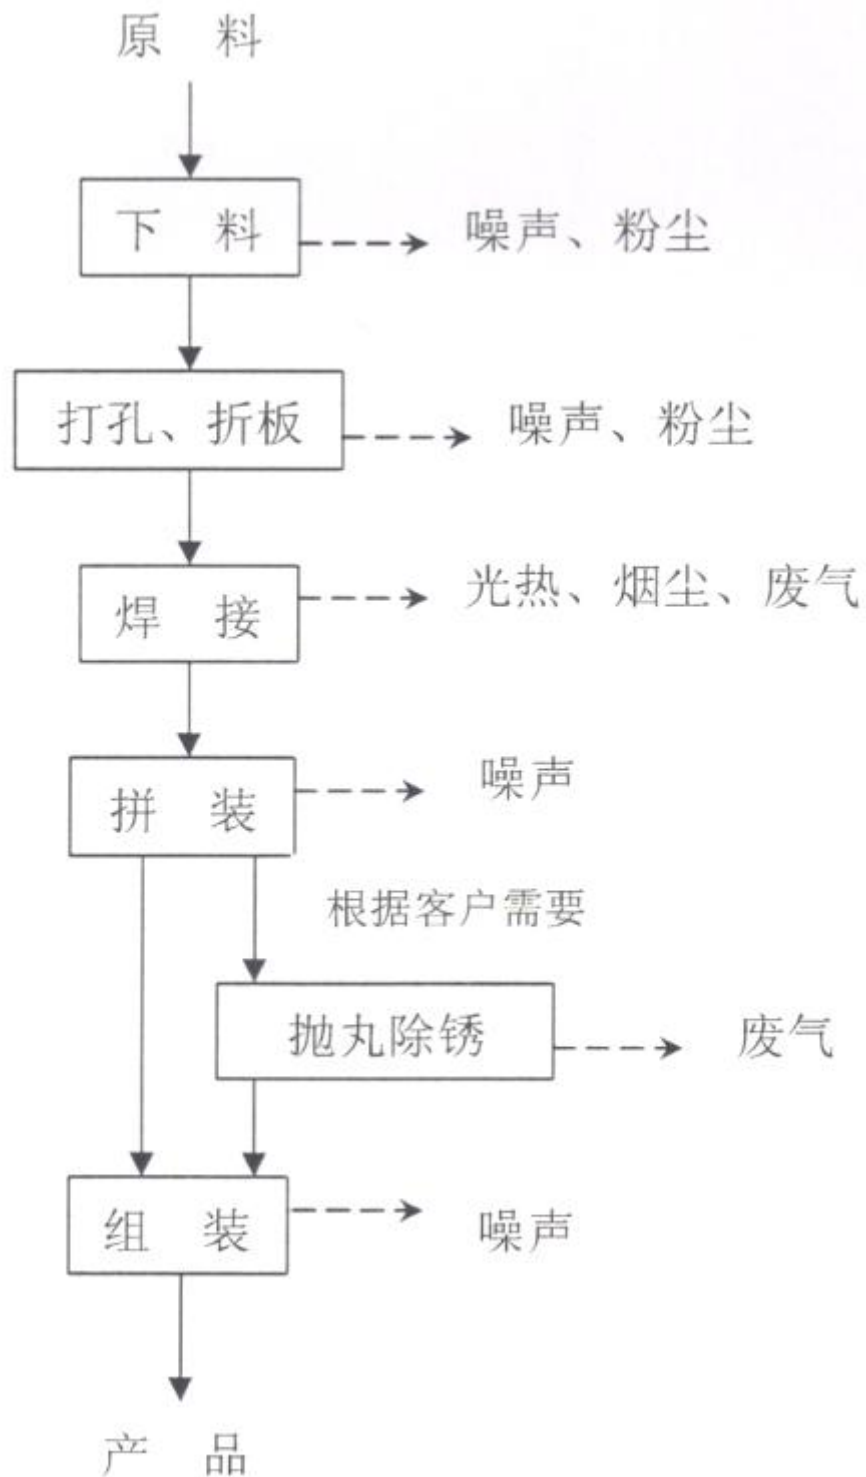 原 料
下 料
噪声、粉尘
打孔、折板
噪声、粉尘
焊 接
光热、烟尘、废气
拼 装
噪声
根据客户需要
抛丸除锈
废气
组 装
噪声
产 品